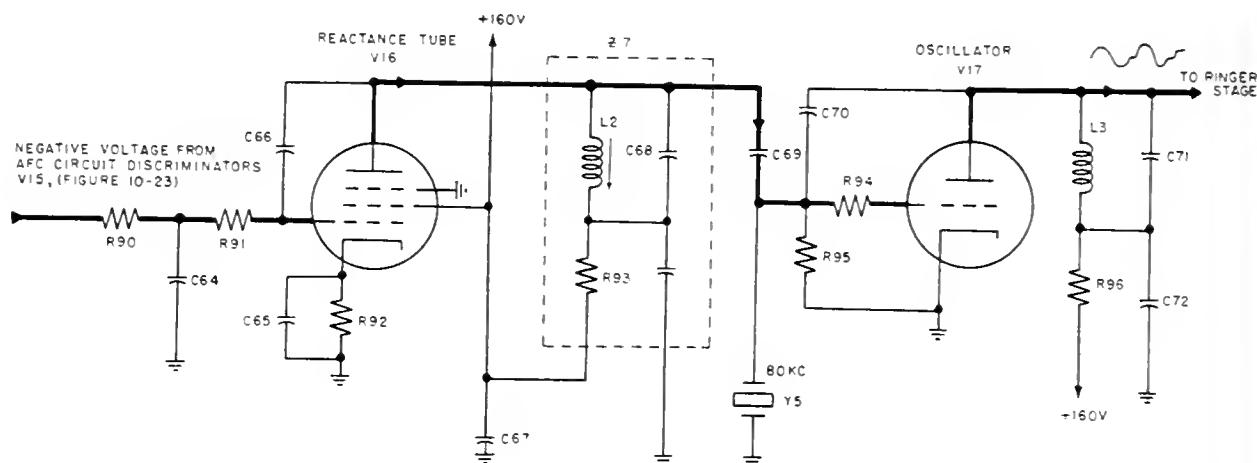 +160V
REACTANCE TUBE
V16
Z7
OSCILLATOR
V17
TO RINGER
STAGE
C66
L2
C68
C70
L3
C71
NEGATIVE VOLTAGE FROM
AFC CIRCUIT DISCRIMINATORS
V15, (FIGURE 10-23)
C69
R94
R90
R91
R93
R95
R96
C64
C65
R92
C72
80KC
Y5
+160V
C67